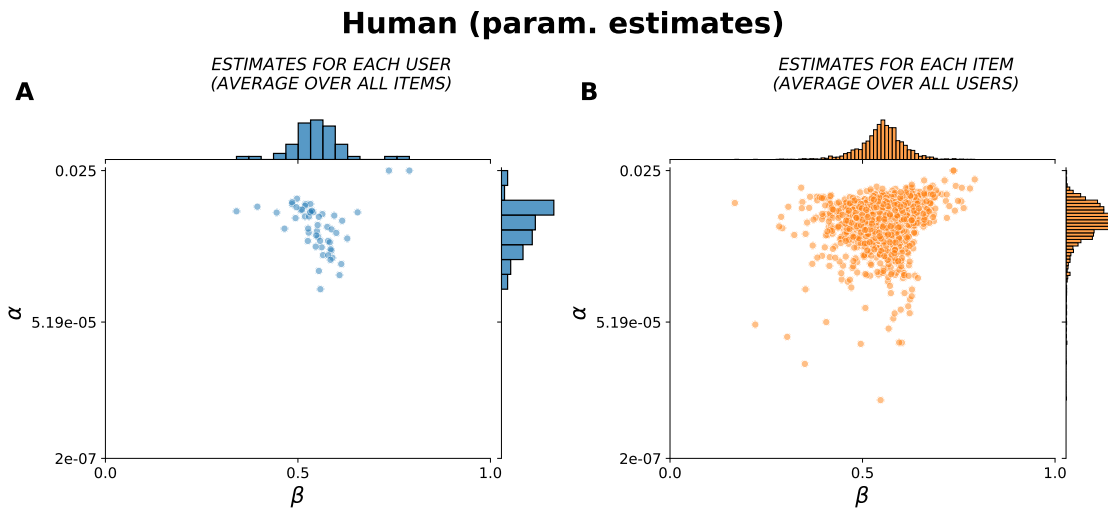 Human (param. estimates)
A
ESTIMATES FOR EACH USER
(AVERAGE OVER ALL ITEMS)
0.025
5.19e-05
2e-07
α
0.0
0.5
1.0
β
B
ESTIMATES FOR EACH ITEM
(AVERAGE OVER ALL USERS)
0.025
5.19e-05
2e-07
α
0.0
0.5
1.0
β